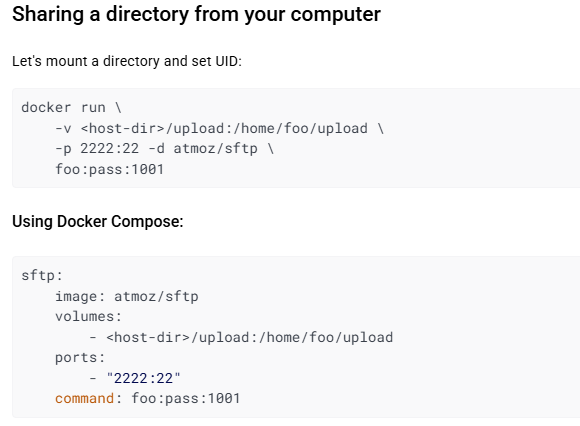 Sharing a directory from your computer
Let's mount a directory and set UID:
docker run \
    -v <host-dir>/upload:/home/foo/upload \
    -p 2222:22 -d atmoz/sftp \
    foo:pass:1001
Using Docker Compose:
sftp:
    image: atmoz/sftp
    volumes:
        - <host-dir>/upload:/home/foo/upload
    ports:
        - "2222:22"
    command: foo:pass:1001